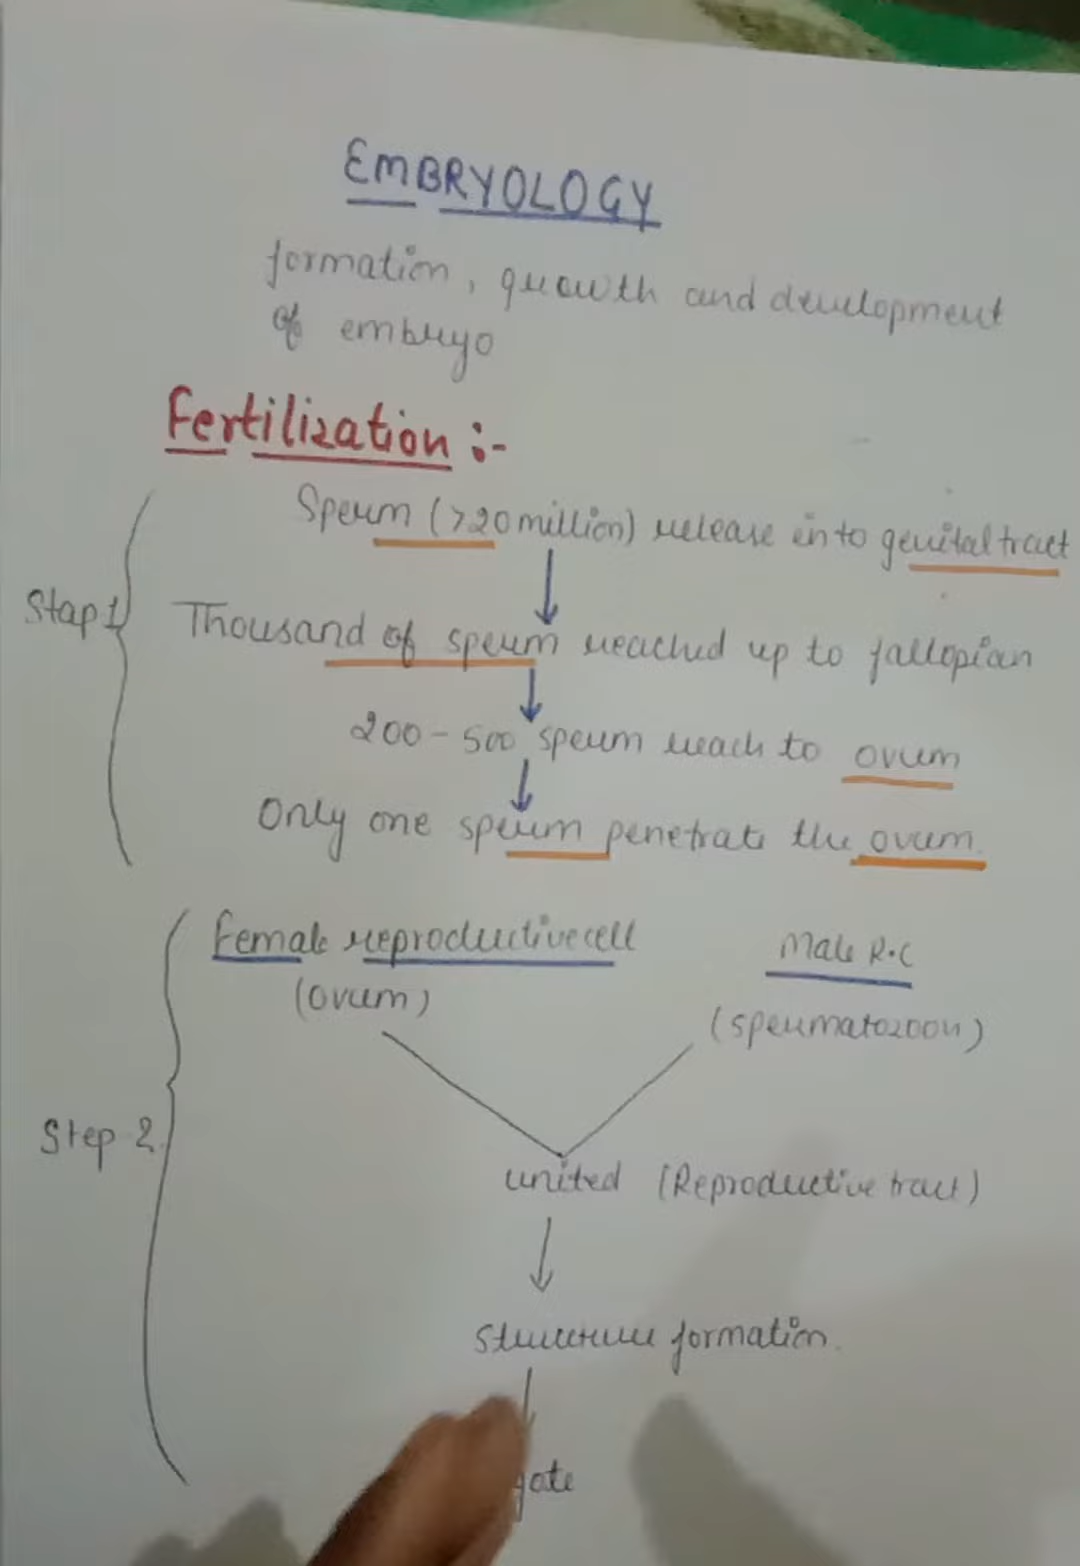 EMBRYOLOGY
formation, growth and development
of embryo
Fertilization :-
Sperm (>20 million) release into genital tract
Stap 1
Thousand of sperm reached up to fallopian
200 - 500 sperm reach to ovum
Only one sperm penetrate the ovum.
Female reproductive cell
Male R.C
(Ovum)
(spermatozoon)
Step 2
united (Reproductive tract)
structure formation.